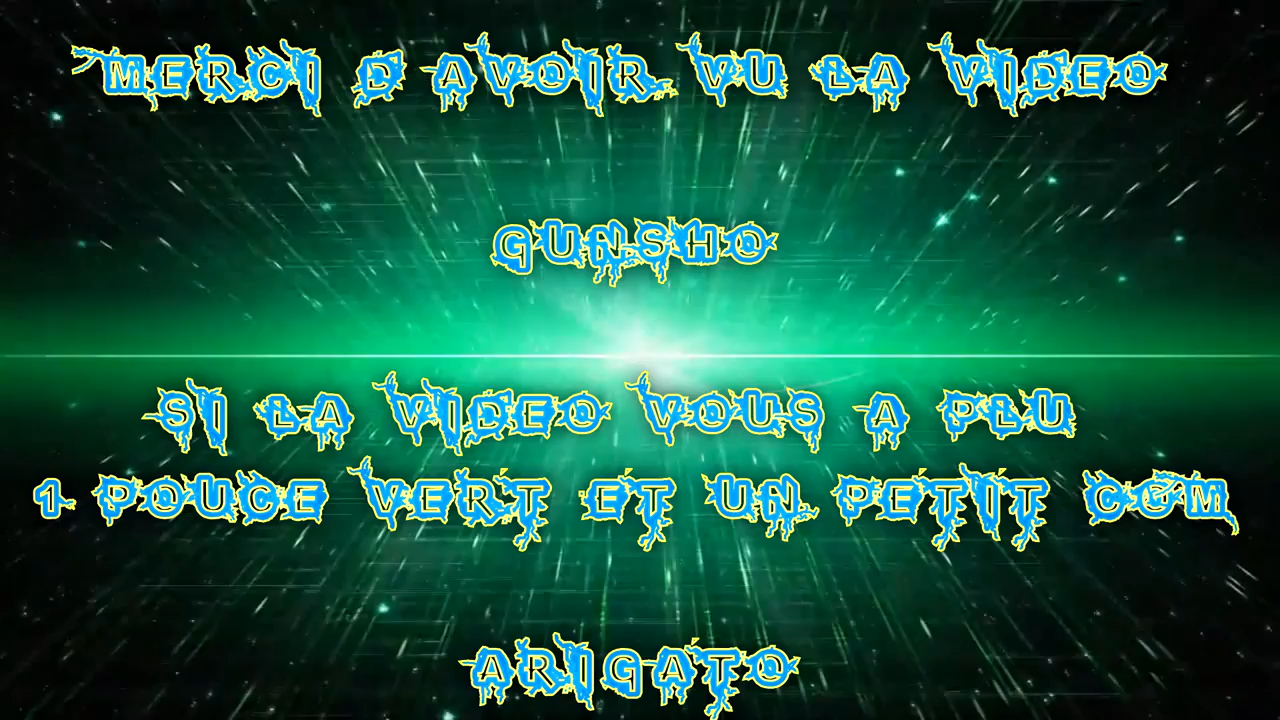 MERCI D AVOIR VU LA VIDEO
GUNSHO
SI LA VIDEO VOUS A PLU
1 POUCE VERT ET UN PETIT COM
ARIGATO